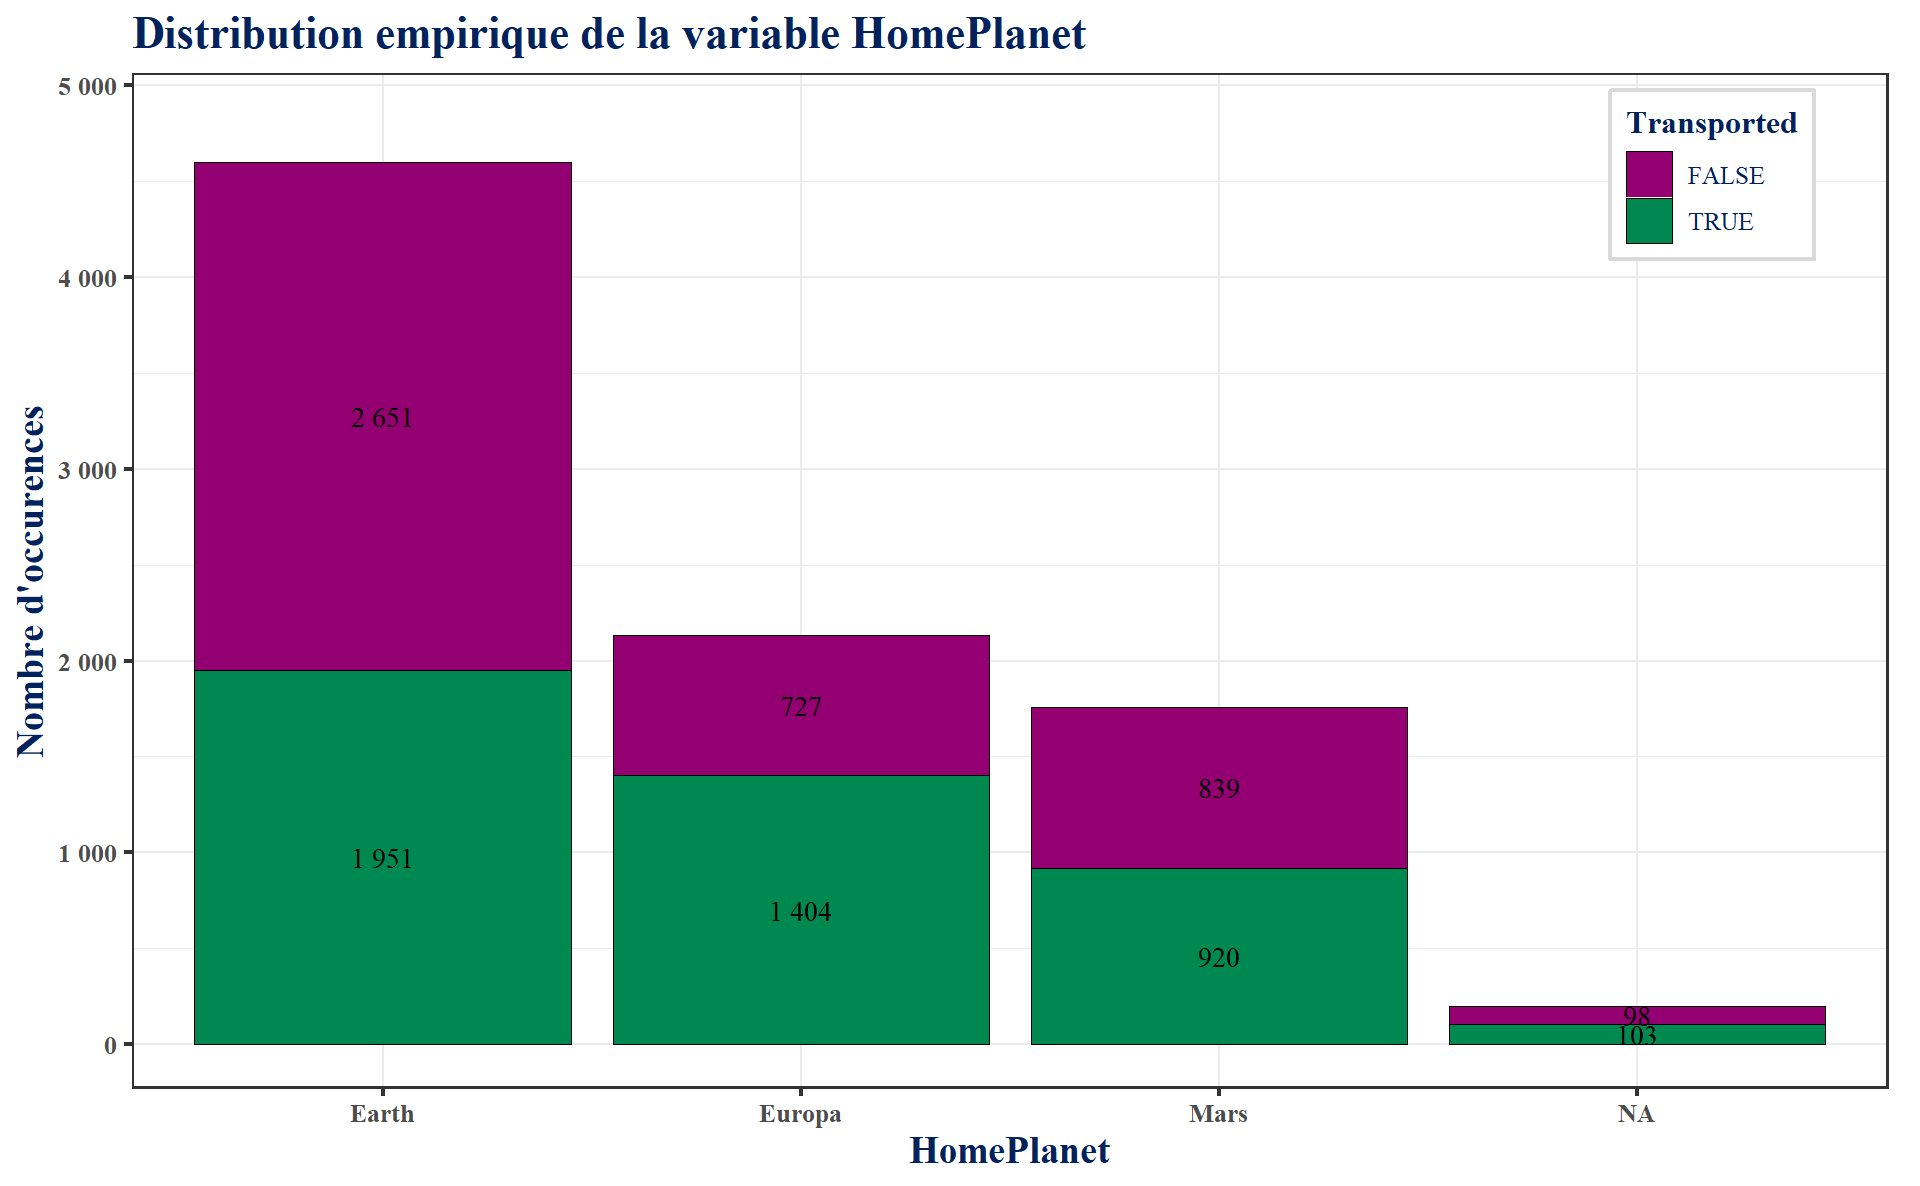 Distribution empirique de la variable HomePlanet
5 000
4 000
3 000
2 000
1 000
0
Nombre d'occurences
Transported
FALSE
TRUE
2 651
1 951
727
1 404
839
920
98
103
Earth
Europa
Mars
NA
HomePlanet